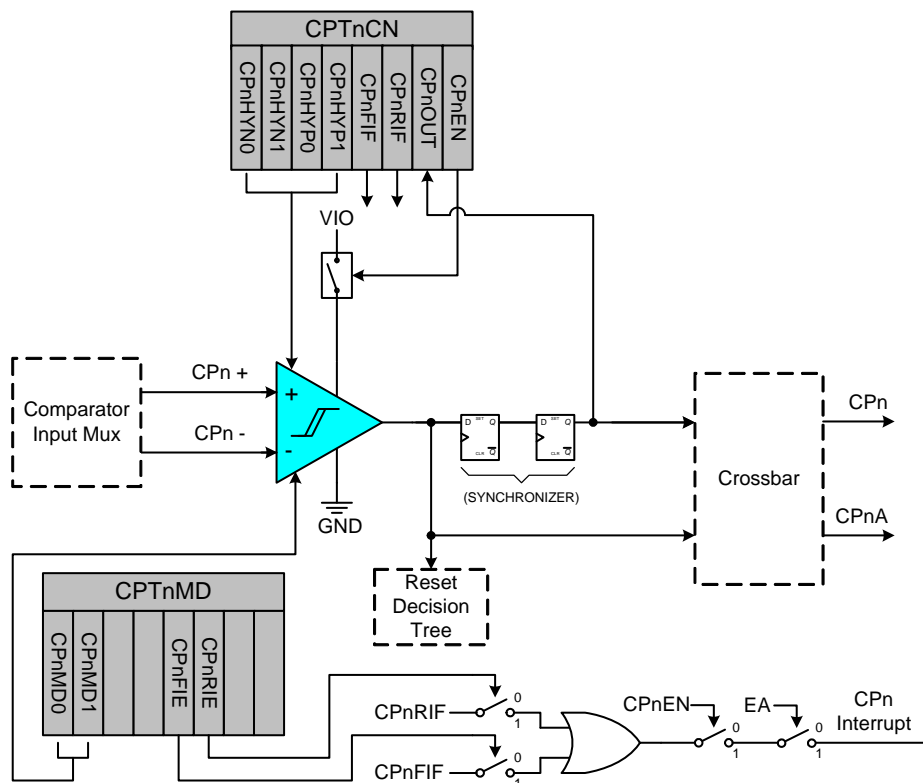 CPTnCN
CPnHYN0
CPnHYN1
CPnHYP0
CPnHYP1
CPnFIF
CPnRIF
CPnOUT
CPnEN
VIO
Comparator
Input Mux
CPn +
CPn -
+
-
GND
D
SET
Q
CLR
Q
D
SET
Q
CLR
Q
(SYNCHRONIZER)
Crossbar
CPn
CPnA
Reset
Decision
Tree
CPTnMD
CPnMD0
CPnMD1
CPnFIE
CPnRIE
CPnRIF
0
1
CPnFIF
0
1
CPnEN
0
1
EA
0
1
CPn
Interrupt